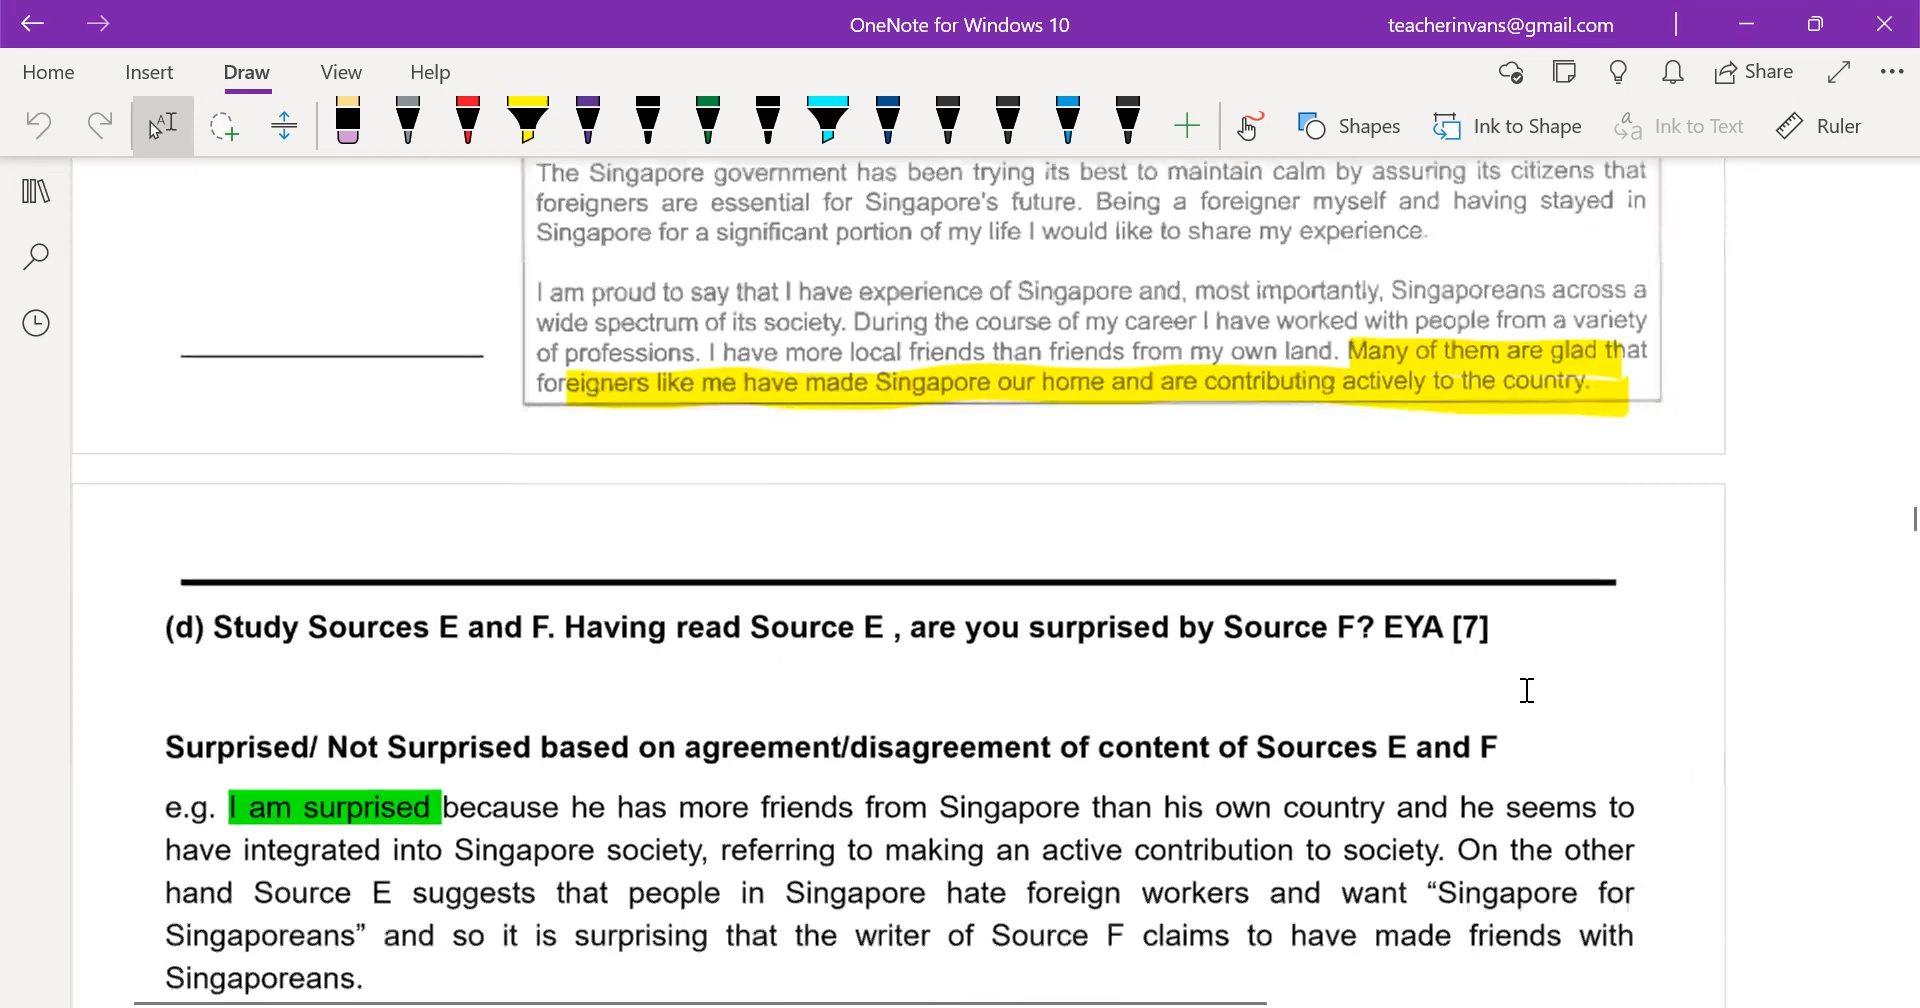 OneNote for Windows 10
teacherinvans@gmail.com
Home Insert Draw View Help
Share
Shapes Ink to Shape Ink to Text Ruler
The Singapore government has been trying its best to maintain calm by assuring its citizens that
foreigners are essential for Singapore's future. Being a foreigner myself and having stayed in
Singapore for a significant portion of my life I would like to share my experience.
I am proud to say that I have experience of Singapore and, most importantly, Singaporeans across a
wide spectrum of its society. During the course of my career I have worked with people from a variety
of professions. I have more local friends than friends from my own land. Many of them are glad that
foreigners like me have made Singapore our home and are contributing actively to the country.
(d) Study Sources E and F. Having read Source E , are you surprised by Source F? EYA [7]
Surprised/ Not Surprised based on agreement/disagreement of content of Sources E and F
e.g. I am surprised because he has more friends from Singapore than his own country and he seems to
have integrated into Singapore society, referring to making an active contribution to society. On the other
hand Source E suggests that people in Singapore hate foreign workers and want “Singapore for
Singaporeans” and so it is surprising that the writer of Source F claims to have made friends with
Singaporeans.